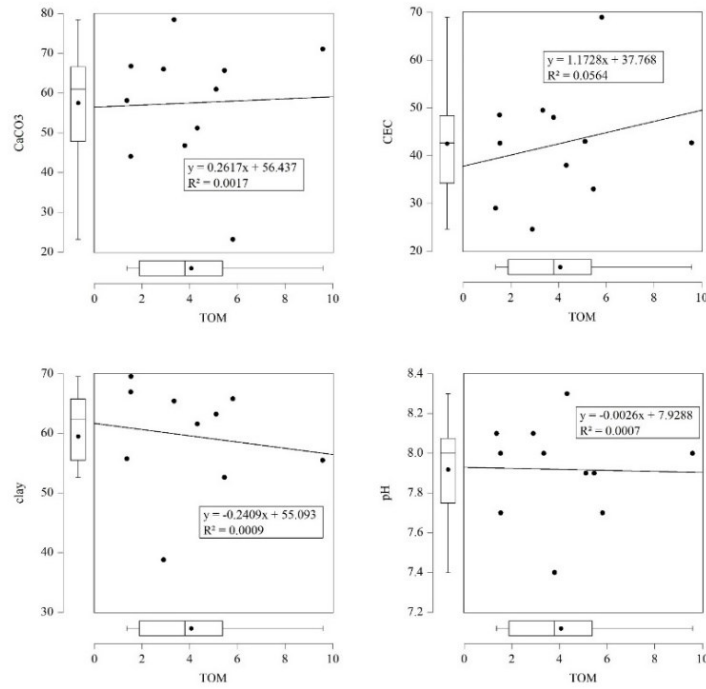 80
70
60
50
40
30
20
CaCO3
y = 0.2617x + 56.437
R² = 0.0017
0 2 4 6 8 10
TOM
70
60
50
40
30
20
CEC
y = 1.1728x + 37.768
R² = 0.0564
0 2 4 6 8 10
TOM
70
60
50
40
30
clay
y = -0.2409x + 55.093
R² = 0.0009
0 2 4 6 8 10
TOM
8.4
8.2
8.0
7.8
7.6
7.4
7.2
pH
y = -0.0026x + 7.9288
R² = 0.0007
0 2 4 6 8 10
TOM